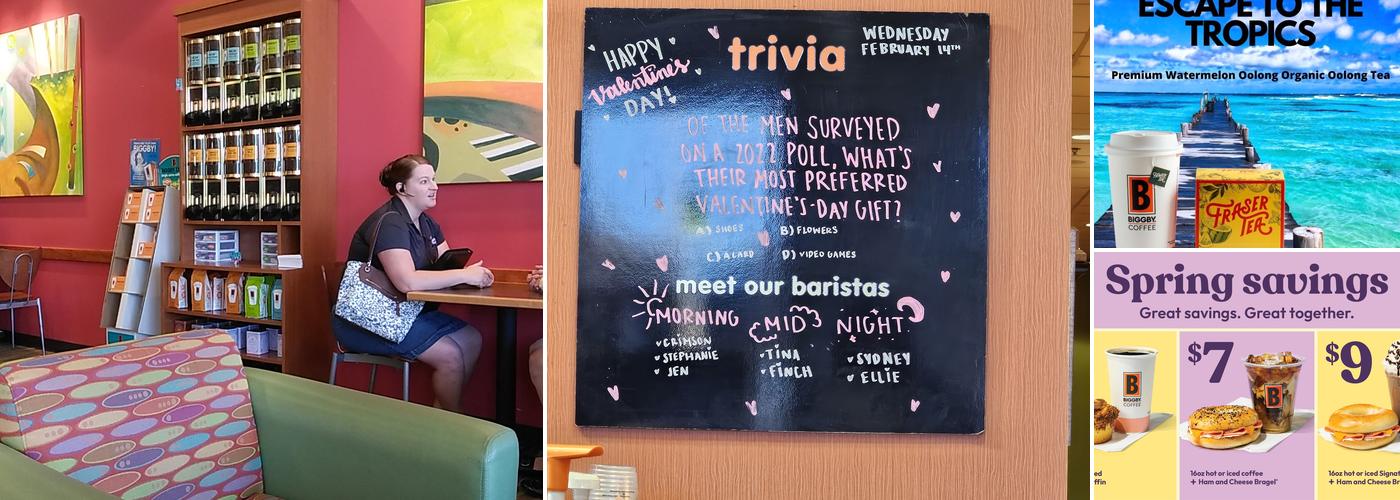 BIGGBY!
HAPPY
Valentines
DAY!
trivia
WEDNESDAY
FEBRUARY 14TH
OF THE MEN SURVEYED
ON A 2022 POLL, WHAT'S
THEIR MOST PREFERRED
VALENTINE'S-DAY GIFT?
A) SHOES B) FLOWERS
C) A CARD D) VIDEO GAMES
meet our baristas
MORNING
MID
NIGHT
CRIMSON
STEPHANIE
JEN
TINA
FINCH
SYDNEY
ELLIE
ESCAPE TO THE
TROPICS
Premium Watermelon Oolong Organic Oolong Tea
B
BIGGBY
COFFEE
FRASER
TEA
Spring savings
Great savings. Great together.
B
BIGGBY
COFFEE
$7
B
$9
16oz hot or iced coffee
+ Ham and Cheese Bragel*
16oz hot or iced
+ Ham and Cheese